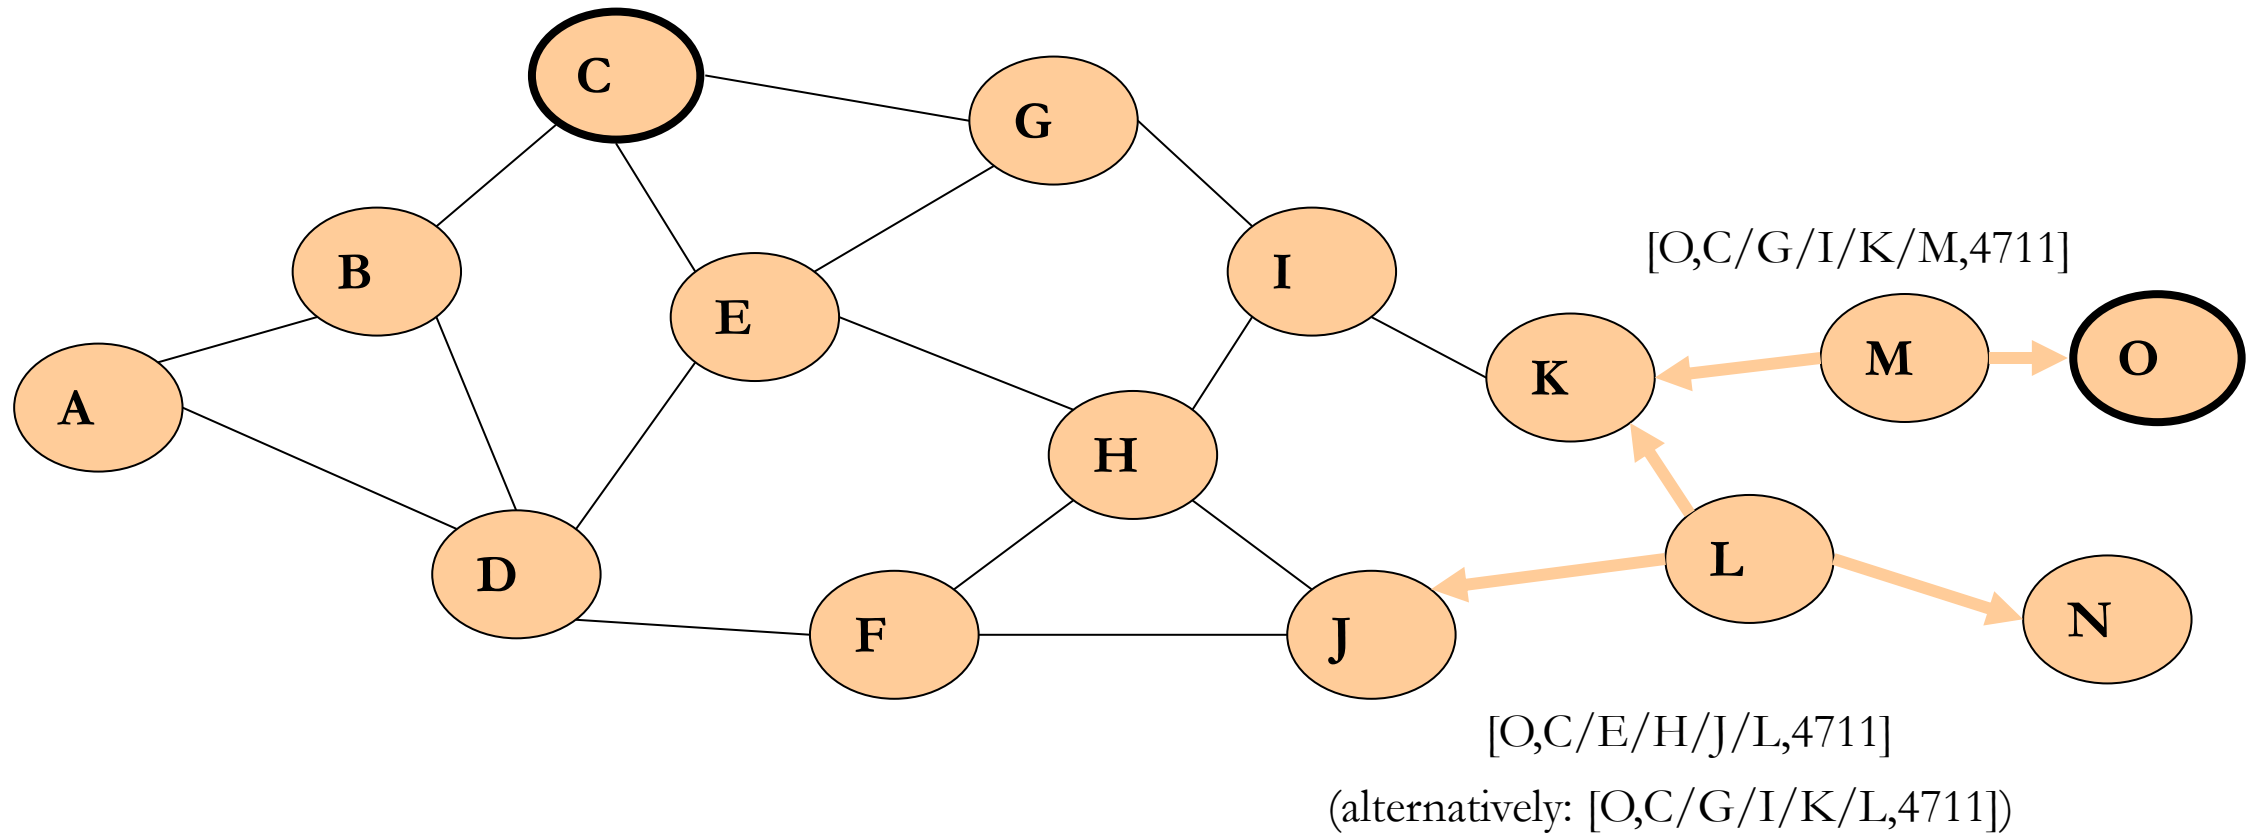 C
G
[O,C/G/I/K/M,4711]
B
I
E
M
O
K
A
H
L
D
F
J
N
[O,C/E/H/J/L,4711]
(alternatively: [O,C/G/I/K/L,4711])